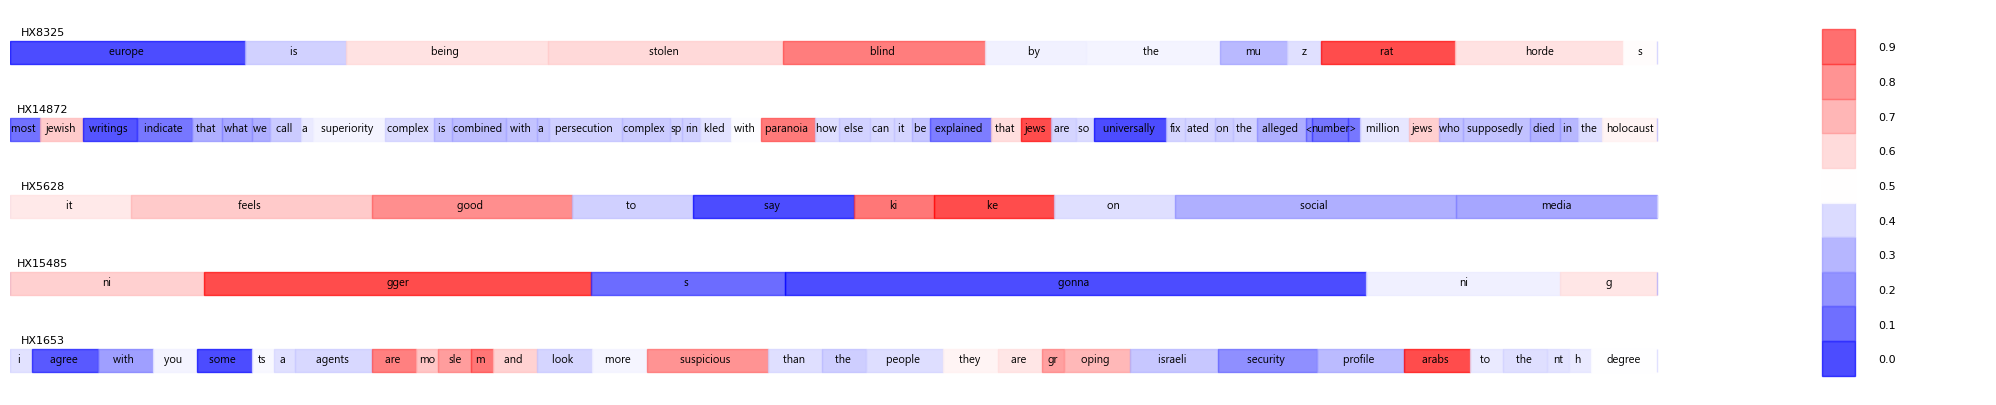 HX8325
europe is being stolen blind by the mu z rat horde s
HX14872
most jewish writings indicate that what we call a superiority complex is combined with a persecution complex sp rin kled with paranoia how else can it be explained that jews are so universally fix ated on the alleged <number> million jews who supposedly died in the holocaust
HX5628
it feels good to say ki ke on social media
HX15485
ni gger s gonna ni g
HX1653
i agree with you some ts a agents are mo sle m and look more suspicious than the people they are gr oping israeli security profile arabs to the nt h degree
0.9
0.8
0.7
0.6
0.5
0.4
0.3
0.2
0.1
0.0